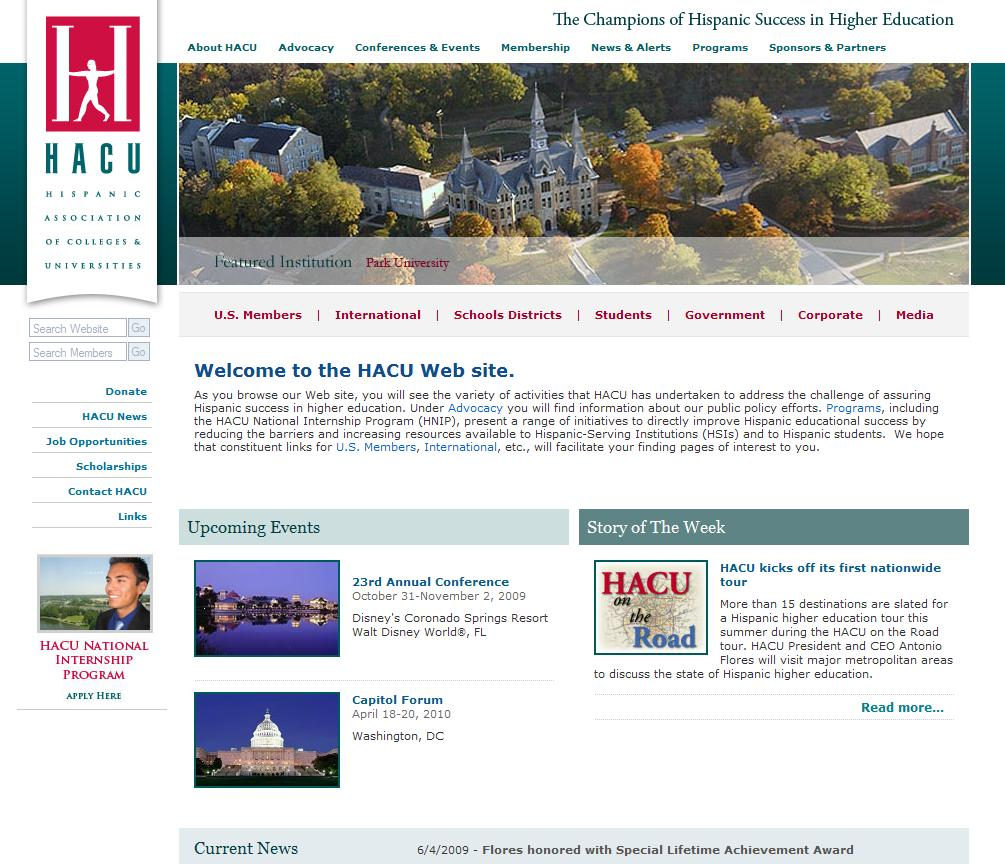 The Champions of Hispanic Success in Higher Education
About HACU Advocacy Conferences & Events Membership News & Alerts Programs Sponsors & Partners
H
HACU
HISPANIC
ASSOCIATION
OF COLLEGES &
UNIVERSITIES
Featured Institution Park University
Search Website Go
Search Members Go
Donate
HACU News
Job Opportunities
Scholarships
Contact HACU
Links
HACU National
Internship
Program
apply Here
U.S. Members | International | Schools Districts | Students | Government | Corporate | Media
Welcome to the HACU Web site.
As you browse our Web site, you will see the variety of activities that HACU has undertaken to address the challenge of assuring
Hispanic success in higher education. Under Advocacy you will find information about our public policy efforts. Programs, including
the HACU National Internship Program (HNIP), present a range of initiatives to directly improve Hispanic educational success by
reducing the barriers and increasing resources available to Hispanic-Serving Institutions (HSIs) and to Hispanic students. We hope
that constituent links for U.S. Members, International, etc., will facilitate your finding pages of interest to you.
Upcoming Events
23rd Annual Conference
October 31-November 2, 2009
Disney's Coronado Springs Resort
Walt Disney World®, FL
Capitol Forum
April 18-20, 2010
Washington, DC
Story of The Week
HACU
on
the
Road
HACU kicks off its first nationwide
tour
More than 15 destinations are slated for
a Hispanic higher education tour this
summer during the HACU on the Road
tour. HACU President and CEO Antonio
Flores will visit major metropolitan areas
to discuss the state of Hispanic higher education.
Read more...
Current News
6/4/2009 - Flores honored with Special Lifetime Achievement Award